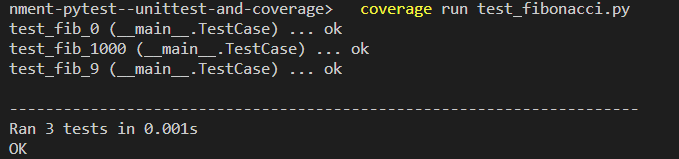 nment-pytest--unittest-and-coverage>   coverage run test_fibonacci.py
test_fib_0 (__main__.TestCase) ... ok
test_fib_1000 (__main__.TestCase) ... ok
test_fib_9 (__main__.TestCase) ... ok
----------------------------------------------------------------------
Ran 3 tests in 0.001s
OK